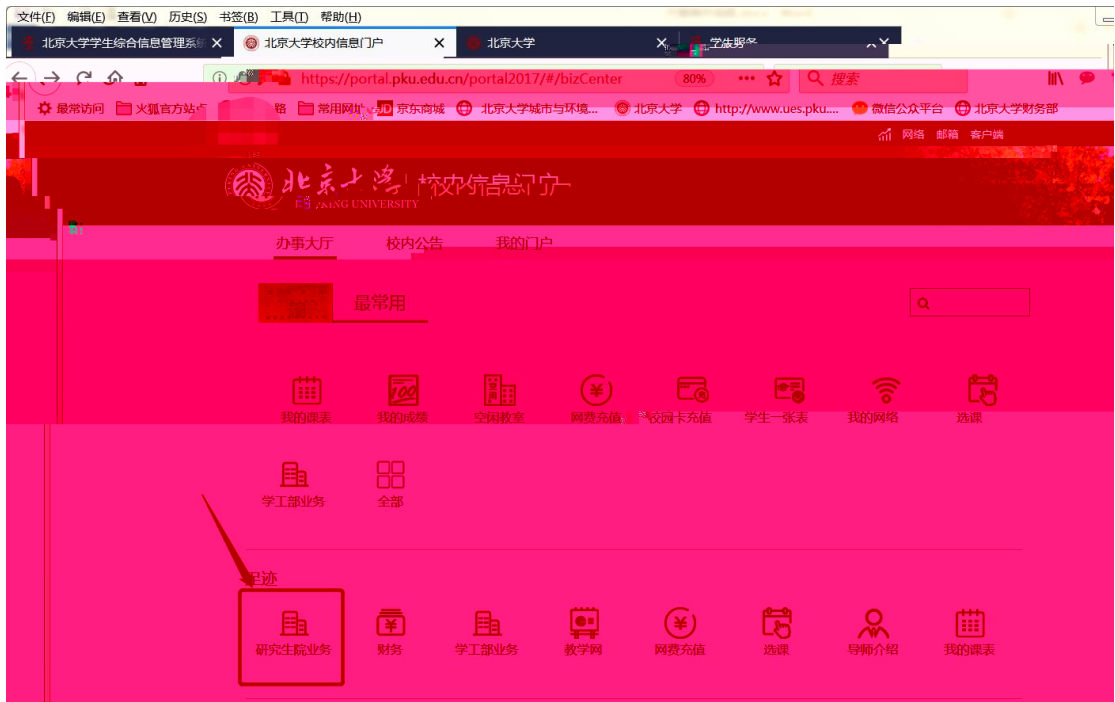 文件(F) 编辑(E) 查看(V) 历史(S) 书签(B) 工具(T) 帮助(H)
北京大学学生综合信息管理系统 × 北京大学校内信息门户 × 北京大学 ×
https://portal.pku.edu.cn/portal2017/#/bizCenter 80% ••• 搜索
最常访问 火狐官方站点 常用网址 JD 京东商城 北京大学城市与环境... 北京大学 http://www.ues.pku.... 微信公众平台 北京大学财务部
网络 邮箱 客户端
北京大学 校内信息门户
UNIVERSITY
办事大厅 校内公告 我的门户
最常用
我的课表 我的成绩 空闲教室 网费充值 校园卡充值 学生一张表 我的网络 选课
学工部业务 全部
足迹
研究生院业务 财务 学工部业务 教学网 网费充值 选课 导师介绍 我的课表